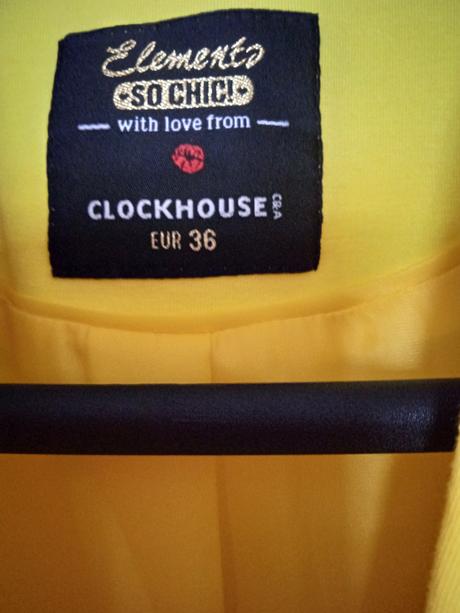 Elements
SO CHIC!
with love from
CLOCKHOUSE C&A
EUR 36